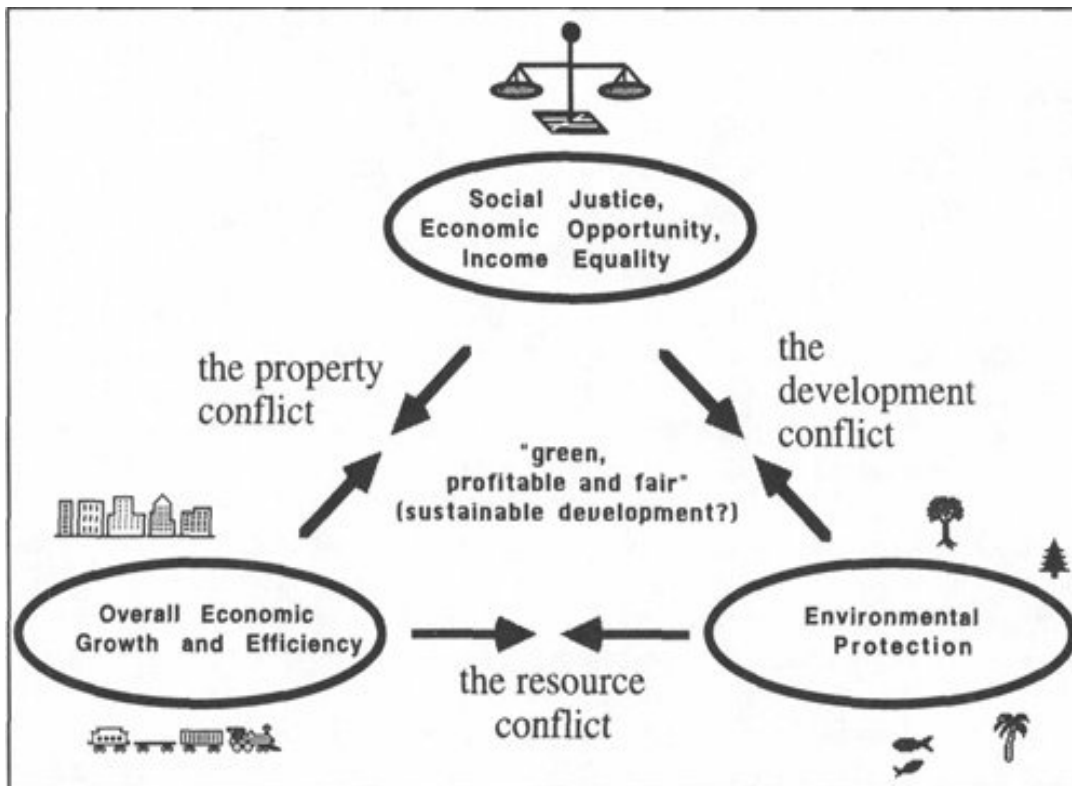 Social Justice,
Economic Opportunity,
Income Equality
the property
conflict
the
development
conflict
"green,
profitable and fair"
(sustainable development?)
Overall Economic
Growth and Efficiency
Environmental
Protection
the resource
conflict